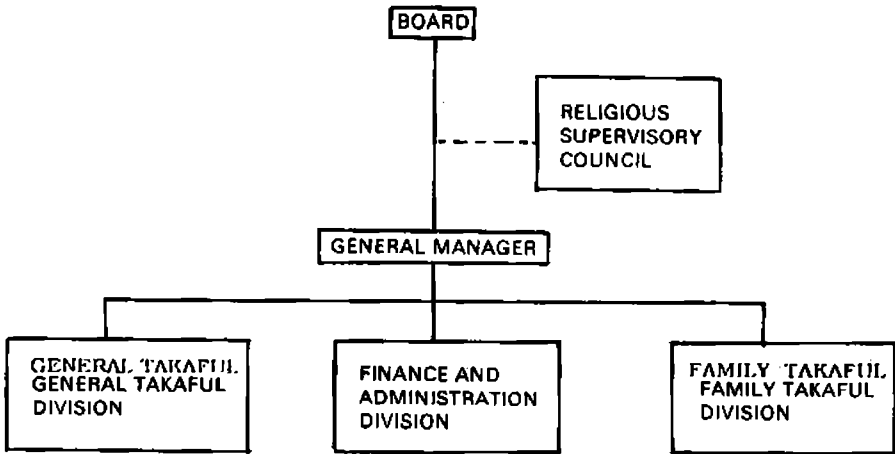 BOARD
RELIGIOUS
SUPERVISORY
COUNCIL
GENERAL MANAGER
GENERAL TAKAFUL
GENERAL TAKAFUL
DIVISION
FINANCE AND
ADMINISTRATION
DIVISION
FAMILY TAKAFUL
FAMILY TAKAFUL
DIVISION